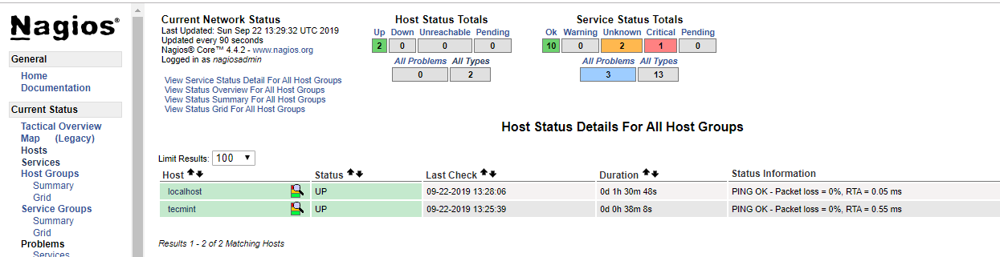 Nagios®
General
Home
Documentation
Current Status
Tactical Overview
Map (Legacy)
Hosts
Services
Host Groups
Summary
Grid
Service Groups
Summary
Grid
Problems
Services
Current Network Status
Last Updated: Sun Sep 22 13:29:32 UTC 2019
Updated every 90 seconds
Nagios® Core™ 4.4.2 - www.nagios.org
Logged in as nagiosadmin
View Service Status Detail For All Host Groups
View Status Overview For All Host Groups
View Status Summary For All Host Groups
View Status Grid For All Host Groups
Host Status Totals
Up Down Unreachable Pending
2 0 0 0
All Problems All Types
0 2
Service Status Totals
Ok Warning Unknown Critical Pending
10 0 2 1 0
All Problems All Types
3 13
Host Status Details For All Host Groups
Limit Results: 100
Host Status Last Check Duration Status Information
localhost UP 09-22-2019 13:28:06 0d 1h 30m 48s PING OK - Packet loss = 0%, RTA = 0.05 ms
tecmint UP 09-22-2019 13:25:39 0d 0h 38m 8s PING OK - Packet loss = 0%, RTA = 0.55 ms
Results 1 - 2 of 2 Matching Hosts